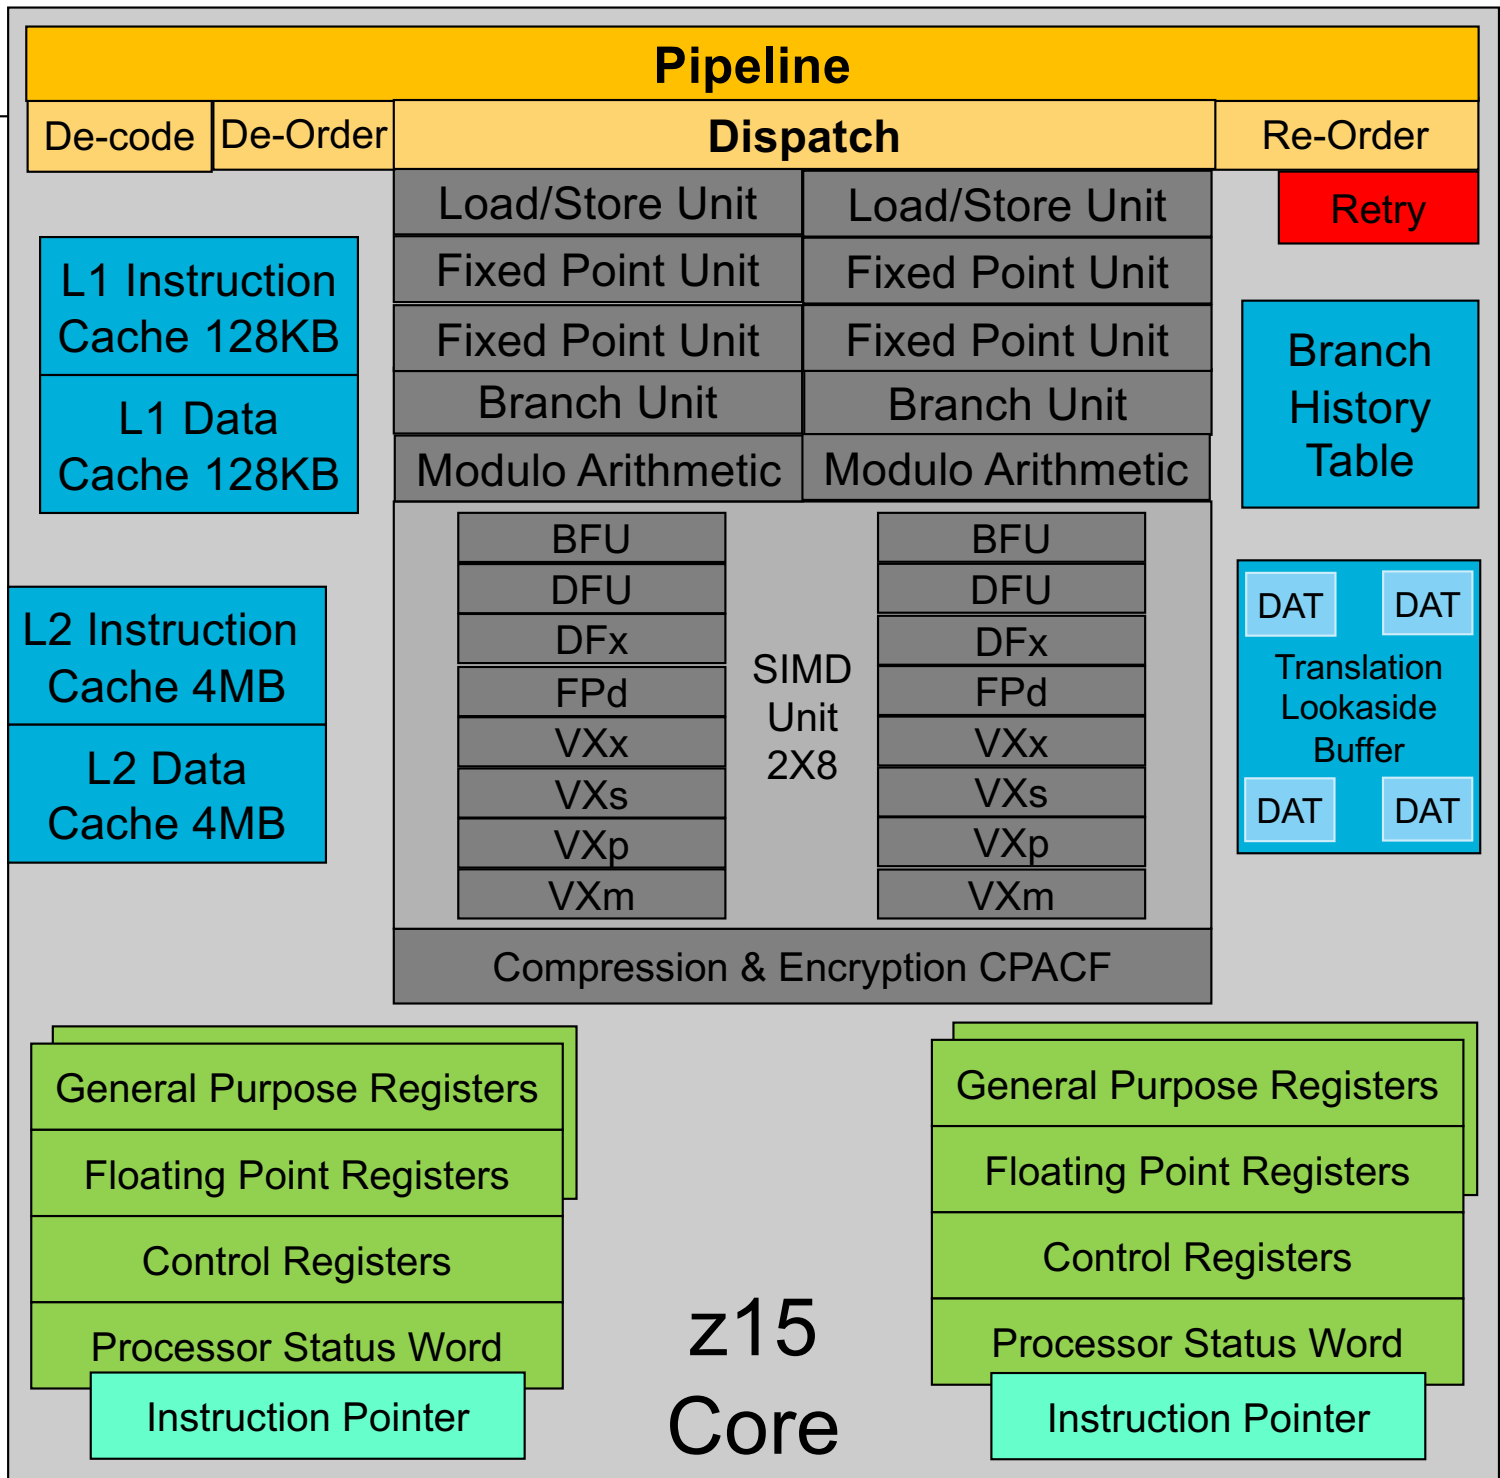 Pipeline
De-code
De-Order
Dispatch
Re-Order
Load/Store Unit
Load/Store Unit
Retry
Fixed Point Unit
Fixed Point Unit
Fixed Point Unit
Fixed Point Unit
Branch Unit
Branch Unit
Modulo Arithmetic
Modulo Arithmetic
L1 Instruction
Cache 128KB
L1 Data
Cache 128KB
Branch
History
Table
L2 Instruction
Cache 4MB
L2 Data
Cache 4MB
BFU
DFU
DFx
FPd
VXx
VXs
VXp
VXm
SIMD
Unit
2X8
BFU
DFU
DFx
FPd
VXx
VXs
VXp
VXm
DAT
DAT
Translation
Lookaside
Buffer
DAT
DAT
Compression & Encryption CPACF
General Purpose Registers
Floating Point Registers
Control Registers
Processor Status Word
Instruction Pointer
z15
Core
General Purpose Registers
Floating Point Registers
Control Registers
Processor Status Word
Instruction Pointer